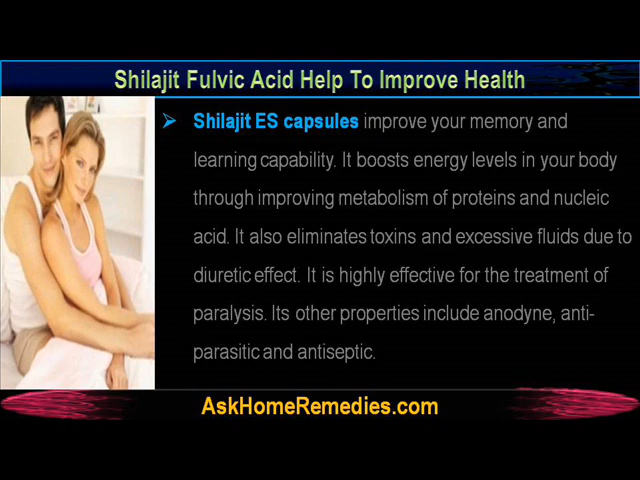 Shilajit Fulvic Acid Help To Improve Health
Shilajit ES capsules improve your memory and
learning capability. It boosts energy levels in your body
through improving metabolism of proteins and nucleic
acid. It also eliminates toxins and excessive fluids due to
diuretic effect. It is highly effective for the treatment of
paralysis. Its other properties include anodyne, anti-
parasitic and antiseptic.
AskHomeRemedies.com